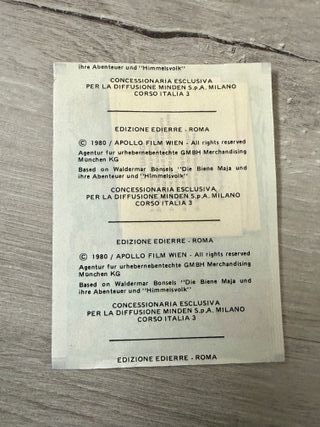 ihre Abenteuer und "Himmelsvolk"
CONCESSIONARIA ESCLUSIVA
PER LA DIFFUSIONE MINDEN S.p.A. MILANO
CORSO ITALIA 3
EDIZIONE EDIERRE - ROMA
© 1980 / APOLLO FILM WIEN - All rights reserved
Agentur fur urhebernebentechte GMBH Merchandising
München KG
Based on Waldermar Bonsels "Die Biene Maja und
ihre Abenteuer und "Himmelsvolk"
CONCESSIONARIA ESCLUSIVA
PER LA DIFFUSIONE MINDEN S.p.A. MILANO
CORSO ITALIA 3
EDIZIONE EDIERRE - ROMA
© 1980 / APOLLO FILM WIEN - All rights reserved
Agentur fur urhebernebentechte GMBH Merchandising
München KG
Based on Waldermar Bonsels "Die Biene Maja und
ihre Abenteuer und "Himmelsvolk"
CONCESSIONARIA ESCLUSIVA
PER LA DIFFUSIONE MINDEN S.p.A. MILANO
CORSO ITALIA 3
EDIZIONE EDIERRE - ROMA